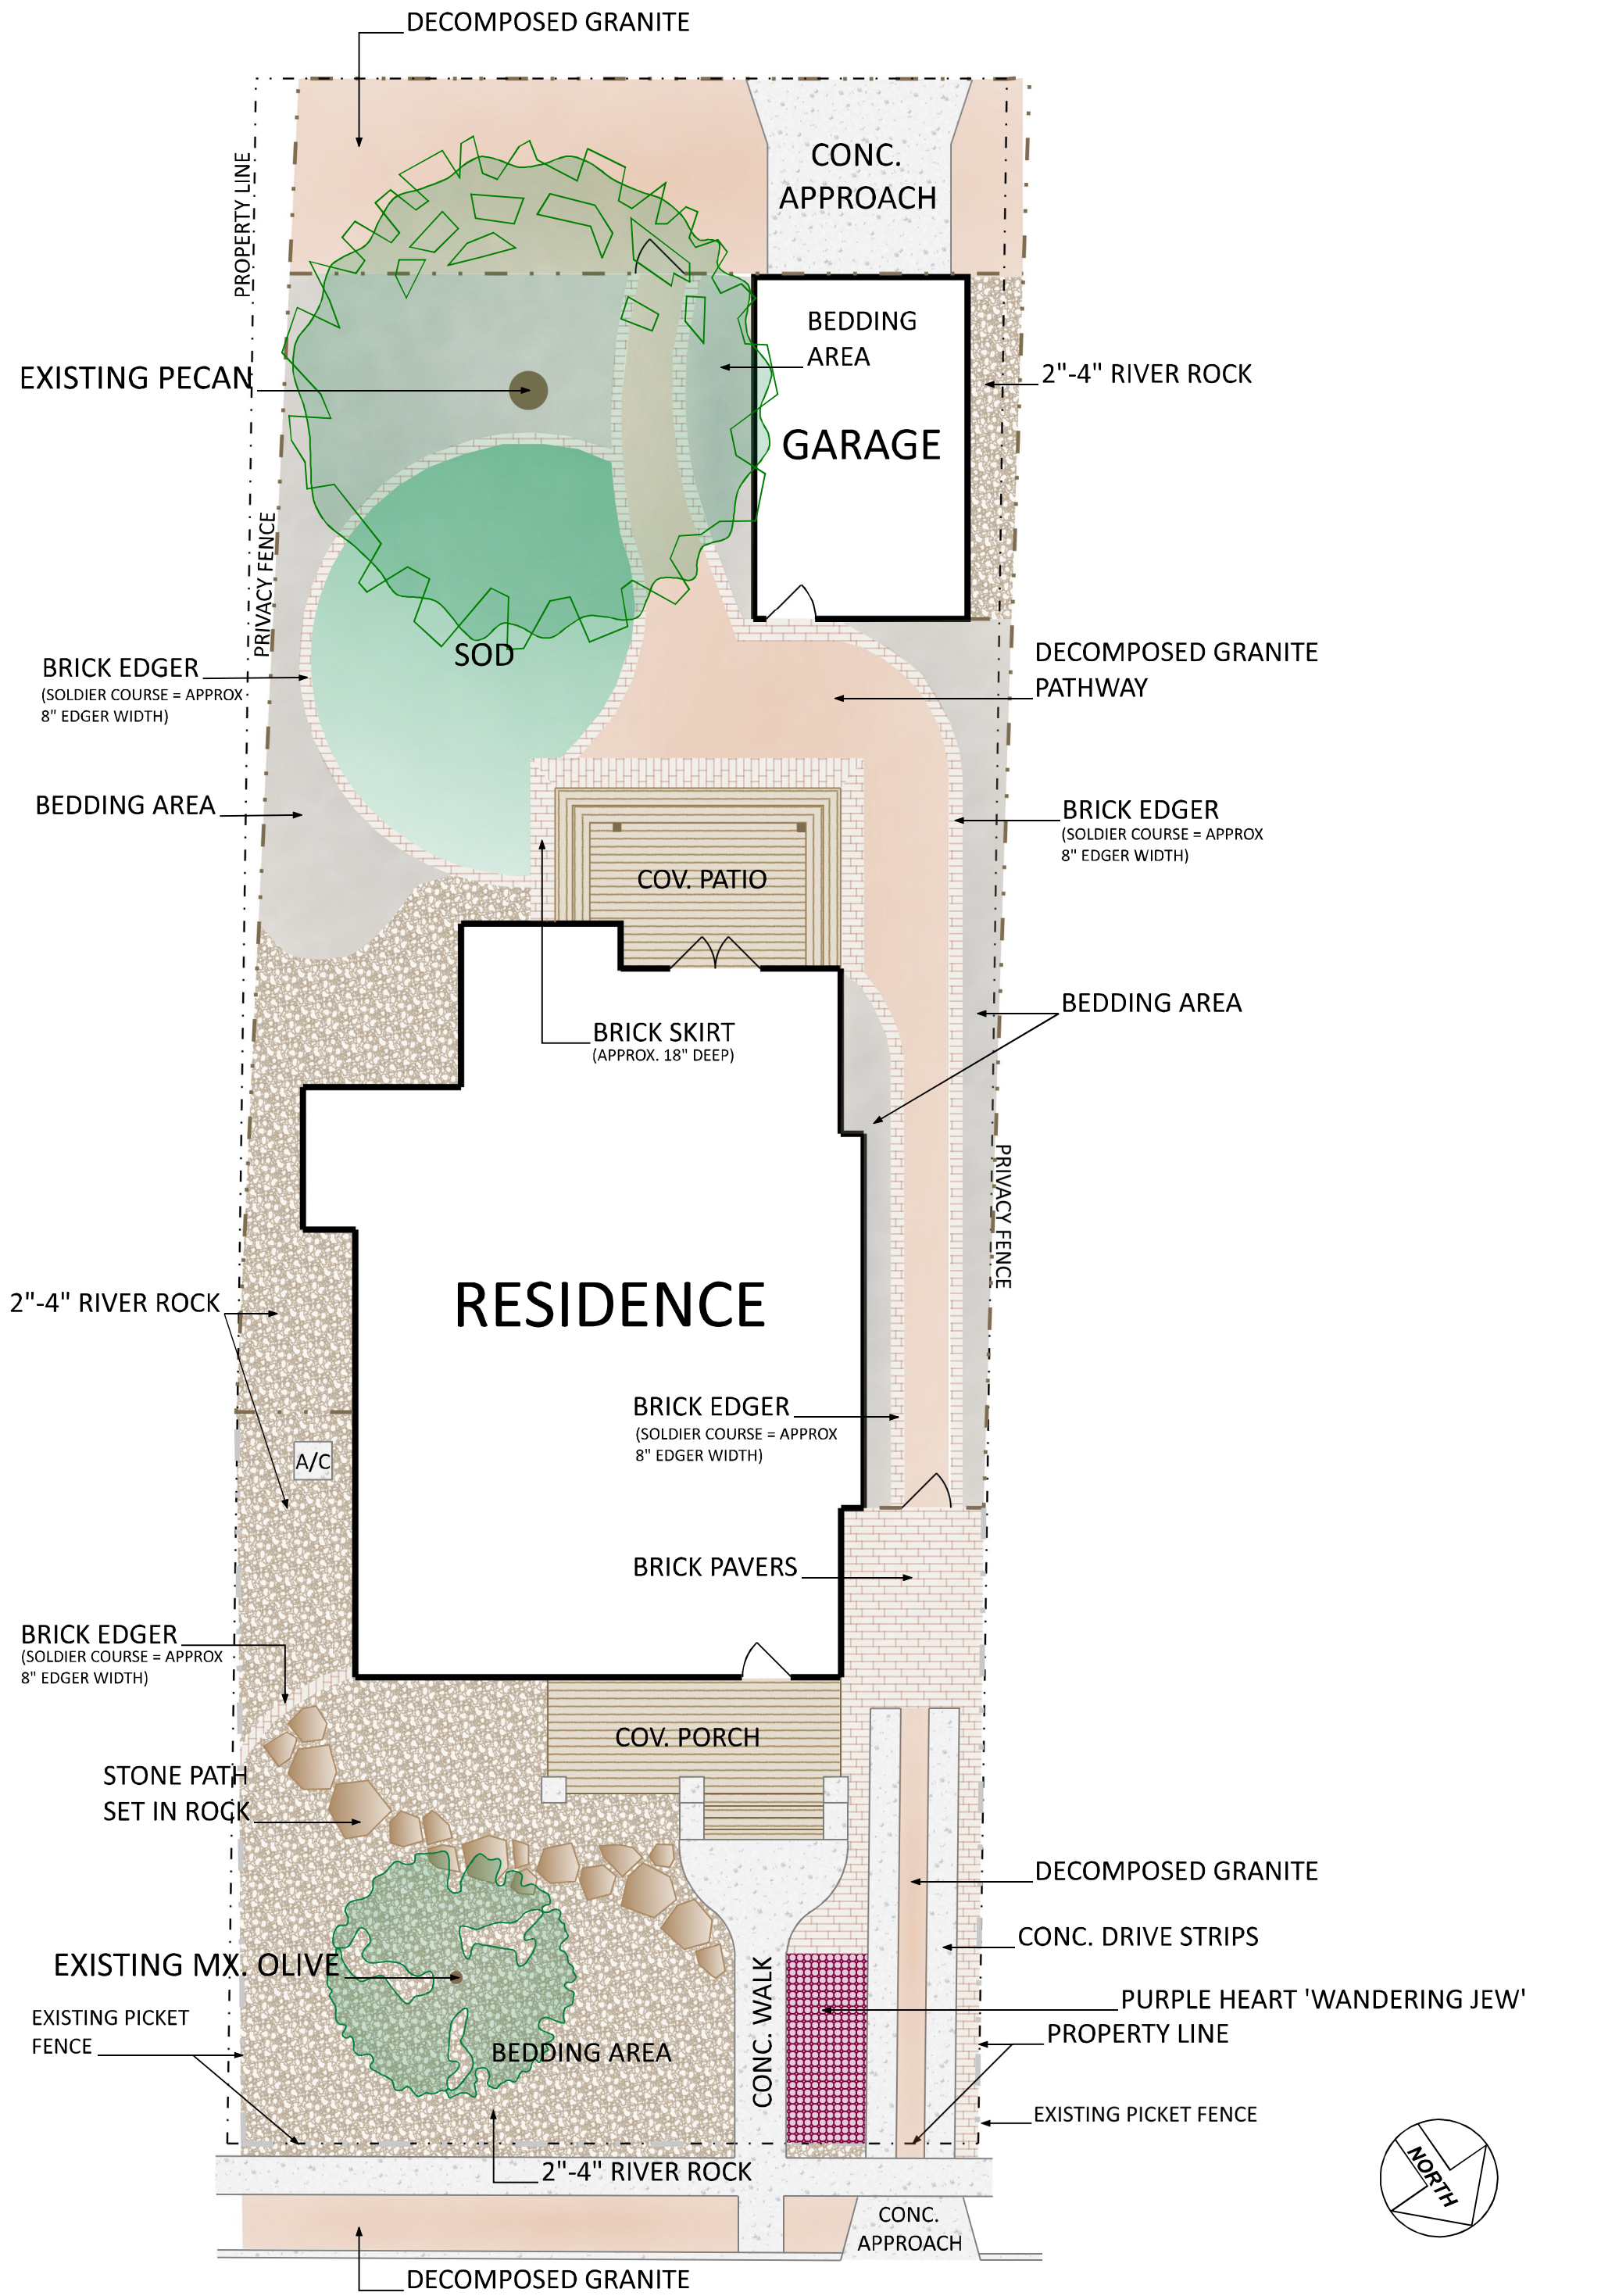 DECOMPOSED GRANITE
CONC.
APPROACH
PROPERTY LINE
BEDDING
AREA
EXISTING PECAN
2"-4" RIVER ROCK
GARAGE
PRIVACY FENCE
SOD
BRICK EDGER
(SOLDIER COURSE = APPROX
8" EDGER WIDTH)
DECOMPOSED GRANITE
PATHWAY
BEDDING AREA
BRICK EDGER
(SOLDIER COURSE = APPROX
8" EDGER WIDTH)
COV. PATIO
BRICK SKIRT
(APPROX. 18" DEEP)
BEDDING AREA
PRIVACY FENCE
2"-4" RIVER ROCK
RESIDENCE
BRICK EDGER
(SOLDIER COURSE = APPROX
8" EDGER WIDTH)
A/C
BRICK PAVERS
BRICK EDGER
(SOLDIER COURSE = APPROX
8" EDGER WIDTH)
COV. PORCH
STONE PATH
SET IN ROCK
DECOMPOSED GRANITE
CONC. DRIVE STRIPS
EXISTING MX. OLIVE
CONC. WALK
PURPLE HEART 'WANDERING JEW'
EXISTING PICKET
FENCE
PROPERTY LINE
BEDDING AREA
EXISTING PICKET FENCE
2"-4" RIVER ROCK
NORTH
CONC.
APPROACH
DECOMPOSED GRANITE